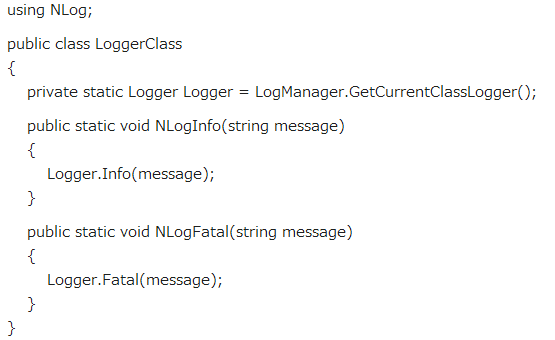 using NLog;
public class LoggerClass
{
private static Logger Logger = LogManager.GetCurrentClassLogger();
public static void NLogInfo(string message)
{
Logger.Info(message);
}
public static void NLogFatal(string message)
{
Logger.Fatal(message);
}
}